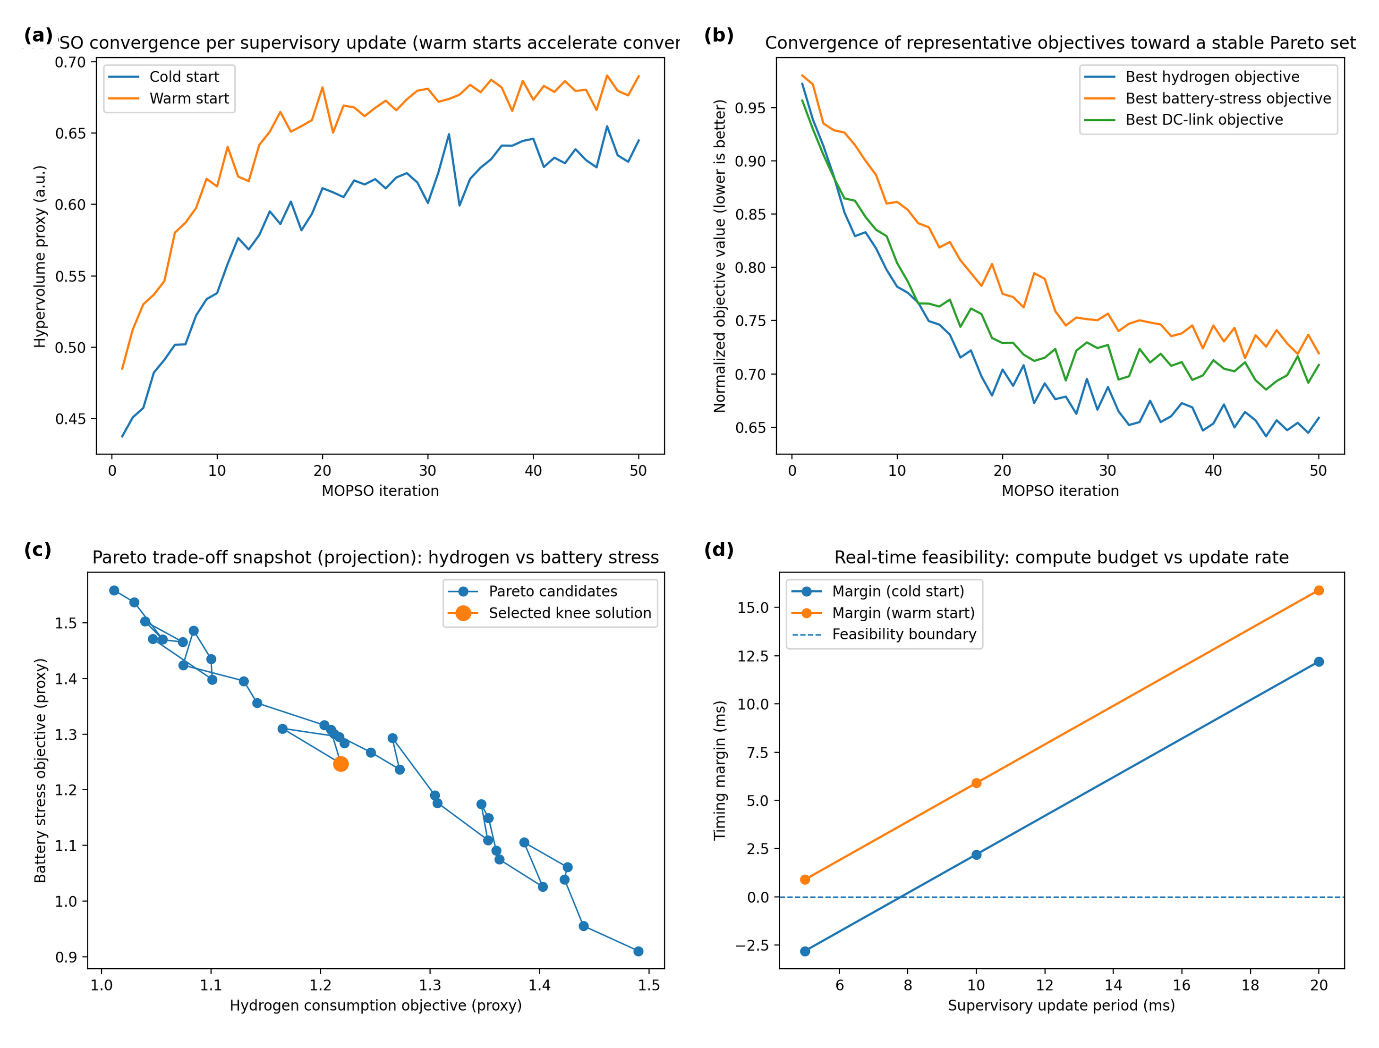 (a)
SO convergence per supervisory update (warm starts accelerate conver
Cold start
Warm start
0.70
0.65
0.60
0.55
0.50
0.45
Hypervolume proxy (a.u.)
0 10 20 30 40 50
MOPSO iteration
(b)
Convergence of representative objectives toward a stable Pareto set
Best hydrogen objective
Best battery-stress objective
Best DC-link objective
0.95
0.90
0.85
0.80
0.75
0.70
0.65
Normalized objective value (lower is better)
0 10 20 30 40 50
MOPSO iteration
(c)
Pareto trade-off snapshot (projection): hydrogen vs battery stress
Pareto candidates
Selected knee solution
1.5
1.4
1.3
1.2
1.1
1.0
0.9
Battery stress objective (proxy)
1.0 1.1 1.2 1.3 1.4 1.5
Hydrogen consumption objective (proxy)
(d)
Real-time feasibility: compute budget vs update rate
Margin (cold start)
Margin (warm start)
Feasibility boundary
15.0
12.5
10.0
7.5
5.0
2.5
0.0
−2.5
Timing margin (ms)
6 8 10 12 14 16 18 20
Supervisory update period (ms)